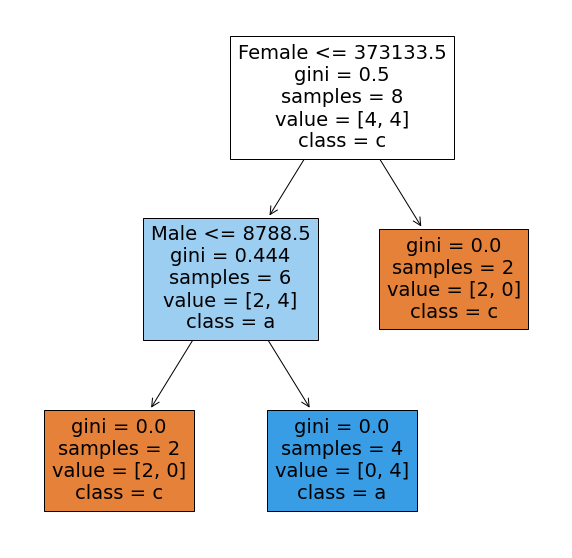 Female <= 373133.5
gini = 0.5
samples = 8
value = [4, 4]
class = c
Male <= 8788.5
gini = 0.444
samples = 6
value = [2, 4]
class = a
gini = 0.0
samples = 2
value = [2, 0]
class = c
gini = 0.0
samples = 2
value = [2, 0]
class = c
gini = 0.0
samples = 4
value = [0, 4]
class = a